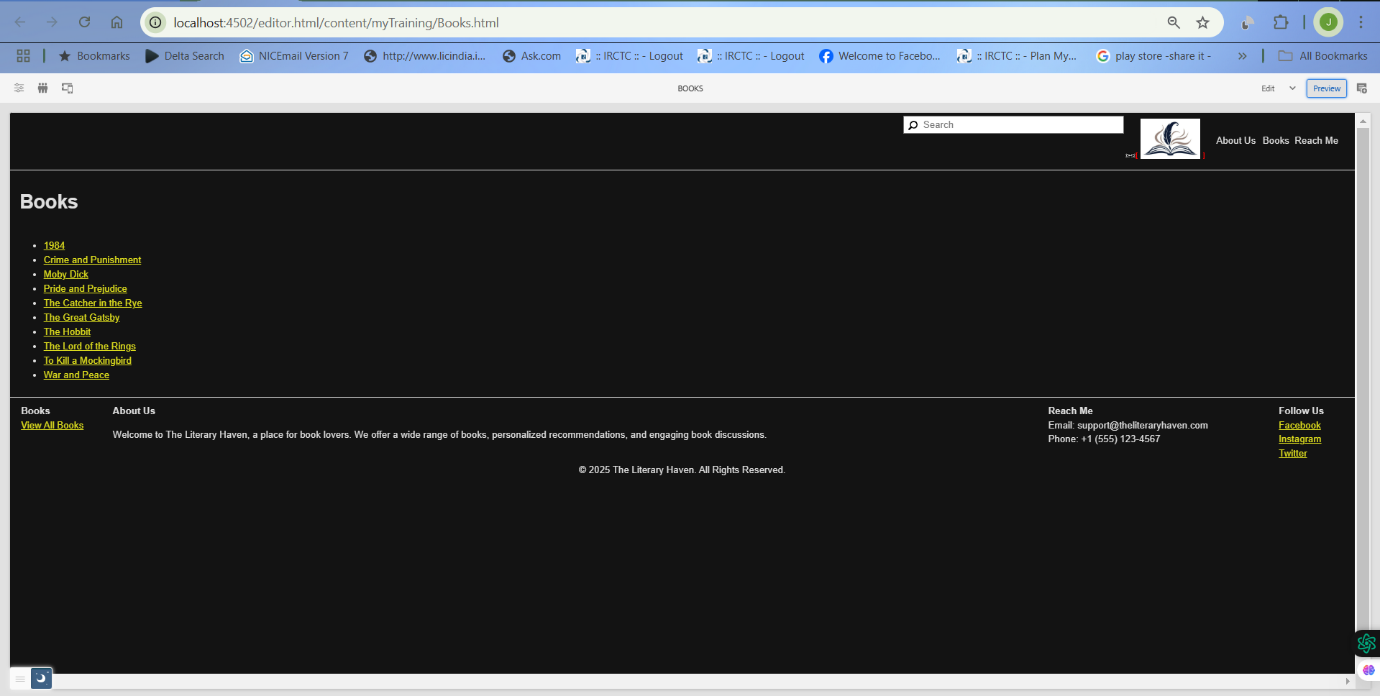 localhost:4502/editor.html/content/myTraining/Books.html
J
Bookmarks
Delta Search
NICEmail Version 7
http://www.licindia.i...
Ask.com
:: IRCTC :: - Logout
:: IRCTC :: - Logout
Welcome to Facebo...
:: IRCTC :: - Plan My...
play store -share it -
»
All Bookmarks
BOOKS
Edit
Preview
Search
About Us Books Reach Me
Books
• 1984
• Crime and Punishment
• Moby Dick
• Pride and Prejudice
• The Catcher in the Rye
• The Great Gatsby
• The Hobbit
• The Lord of the Rings
• To Kill a Mockingbird
• War and Peace
Books
View All Books
About Us
Welcome to The Literary Haven, a place for book lovers. We offer a wide range of books, personalized recommendations, and engaging book discussions.
Reach Me
Email: support@theliteraryhaven.com
Phone: +1 (555) 123-4567
Follow Us
Facebook
Instagram
Twitter
© 2025 The Literary Haven. All Rights Reserved.